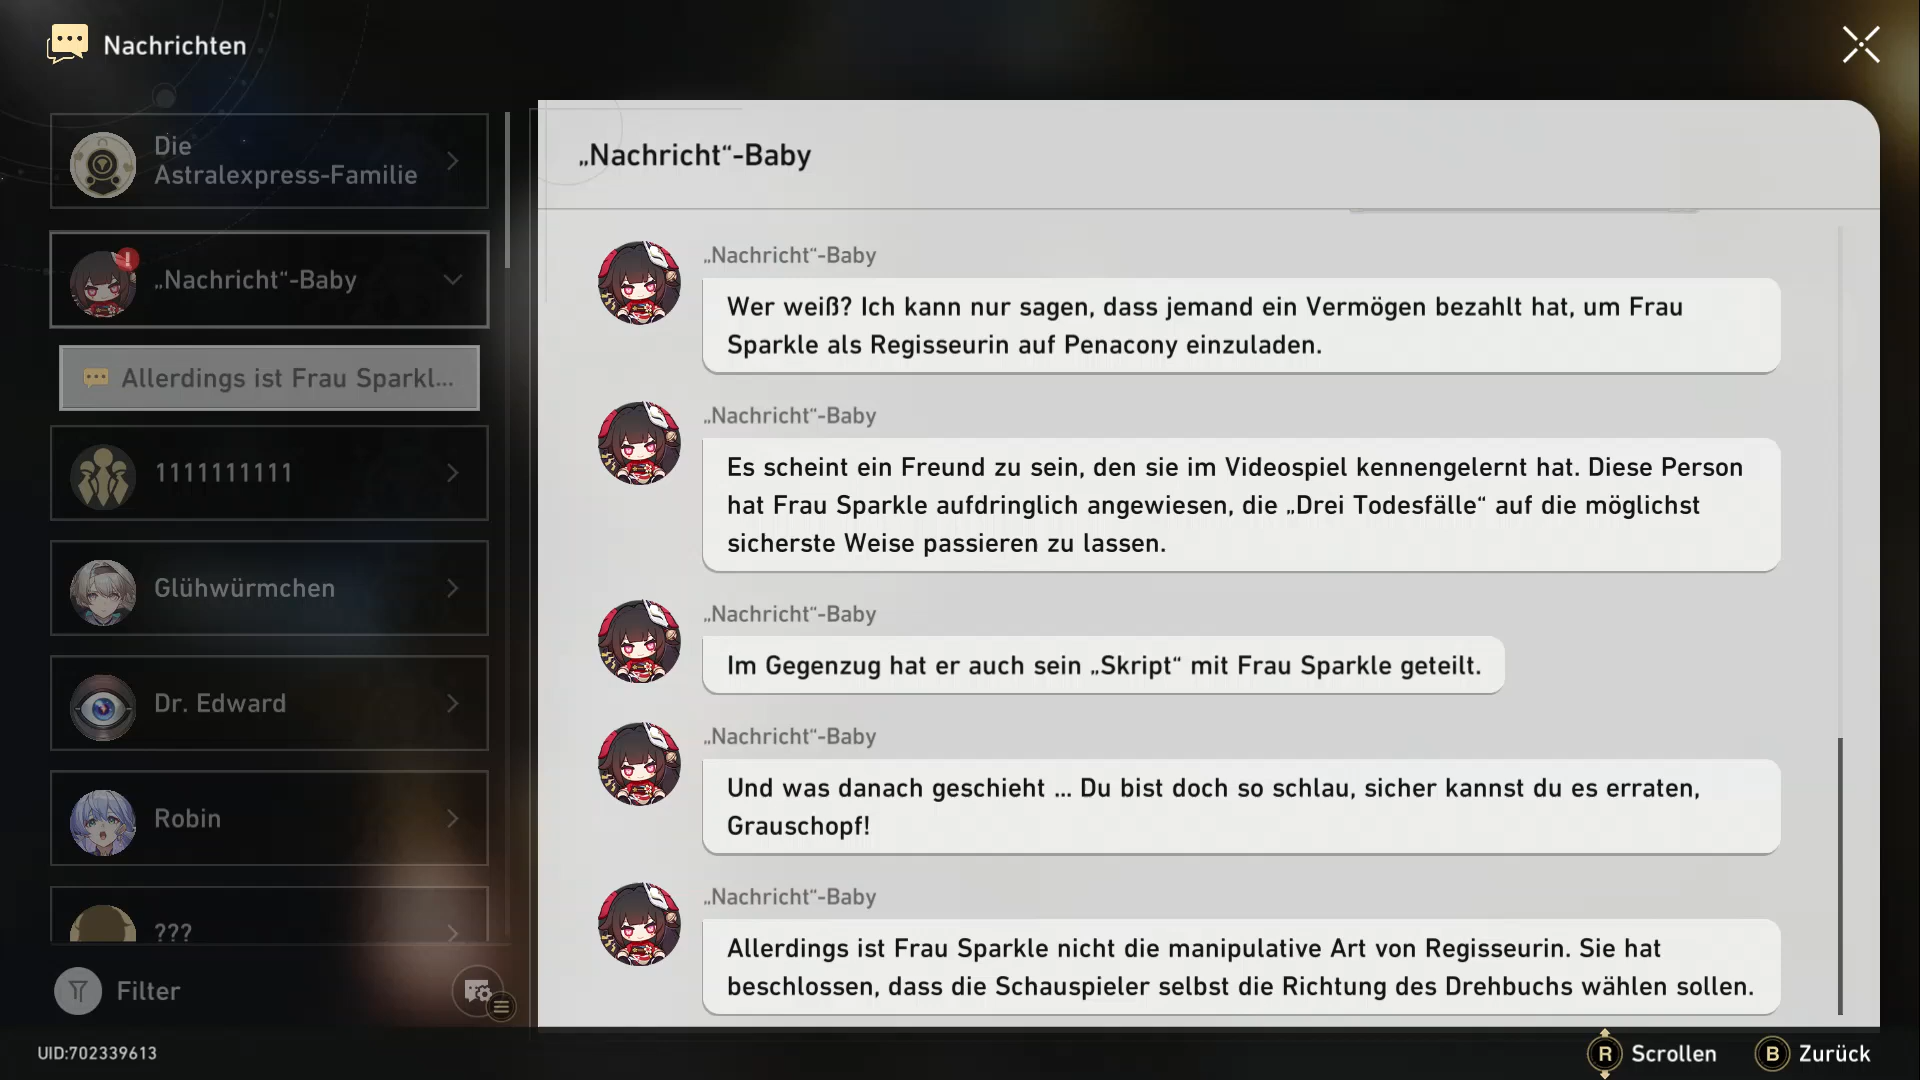 Nachrichten
Die
Astralexpress-Familie
„Nachricht“-Baby
Allerdings ist Frau Sparkl...
1111111111
Glühwürmchen
Dr. Edward
Robin
???
Filter
UID:702339613
„Nachricht“-Baby
„Nachricht“-Baby
Wer weiß? Ich kann nur sagen, dass jemand ein Vermögen bezahlt hat, um Frau
Sparkle als Regisseurin auf Penacony einzuladen.
„Nachricht“-Baby
Es scheint ein Freund zu sein, den sie im Videospiel kennengelernt hat. Diese Person
hat Frau Sparkle aufdringlich angewiesen, die „Drei Todesfälle“ auf die möglichst
sicherste Weise passieren zu lassen.
„Nachricht“-Baby
Im Gegenzug hat er auch sein „Skript“ mit Frau Sparkle geteilt.
„Nachricht“-Baby
Und was danach geschieht ... Du bist doch so schlau, sicher kannst du es erraten,
Grauschopf!
„Nachricht“-Baby
Allerdings ist Frau Sparkle nicht die manipulative Art von Regisseurin. Sie hat
beschlossen, dass die Schauspieler selbst die Richtung des Drehbuchs wählen sollen.
R Scrollen
B Zurück